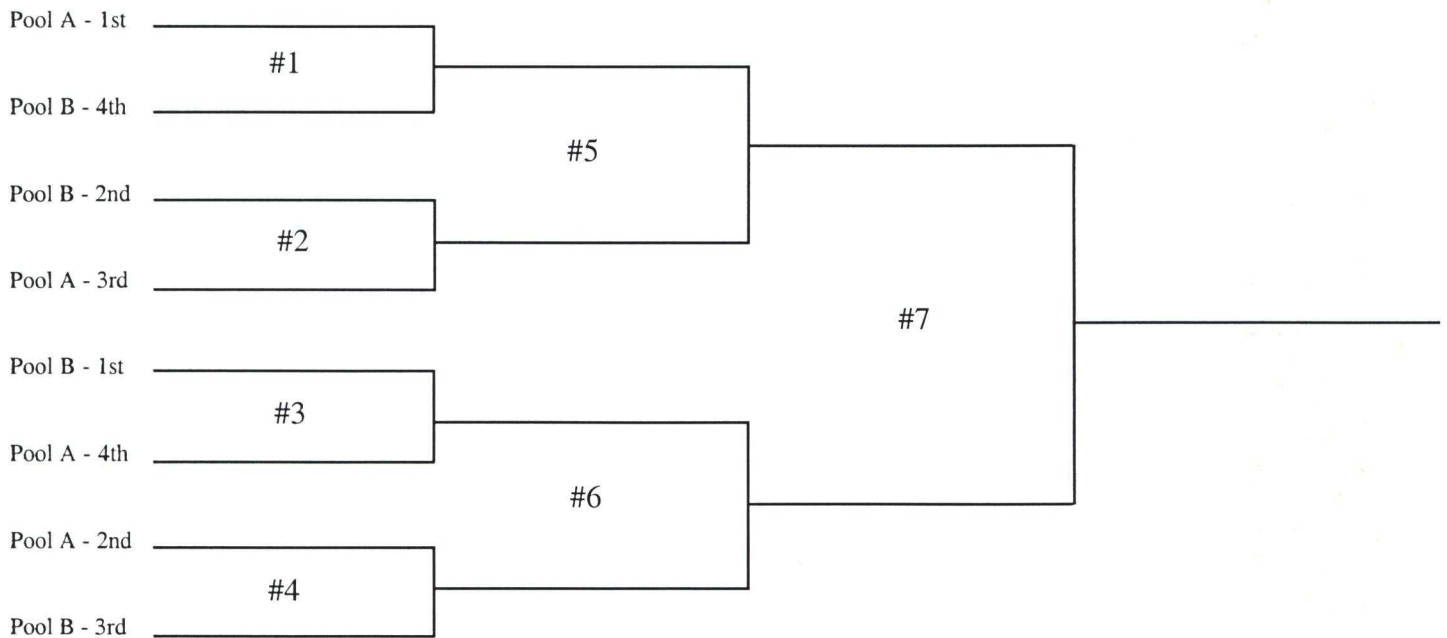 Pool A - 1st
#1
Pool B - 4th
#5
Pool B - 2nd
#2
Pool A - 3rd
#7
Pool B - 1st
#3
Pool A - 4th
#6
Pool A - 2nd
#4
Pool B - 3rd